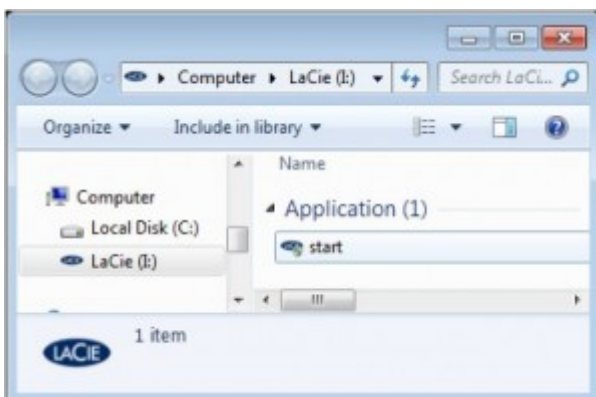 Computer ▸ LaCie (I:)
Search LaCi...
Organize
Include in library
Name
Computer
Application (1)
Local Disk (C:)
start
LaCie (I:)
1 item
LACIE